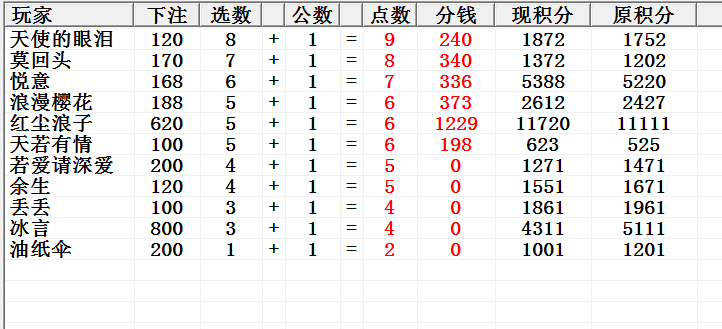 玩家 下注 选数 公数 点数 分钱 现积分 原积分
天使的眼泪 120 8 + 1 = 9 240 1872 1752
莫回头 170 7 + 1 = 8 340 1372 1202
悦意 168 6 + 1 = 7 336 5388 5220
浪漫樱花 188 5 + 1 = 6 373 2612 2427
红尘浪子 620 5 + 1 = 6 1229 11720 11111
天若有情 100 5 + 1 = 6 198 623 525
若爱请深爱 200 4 + 1 = 5 0 1271 1471
余生 120 4 + 1 = 5 0 1551 1671
丢丢 100 3 + 1 = 4 0 1861 1961
冰言 800 3 + 1 = 4 0 4311 5111
油纸伞 200 1 + 1 = 2 0 1001 1201